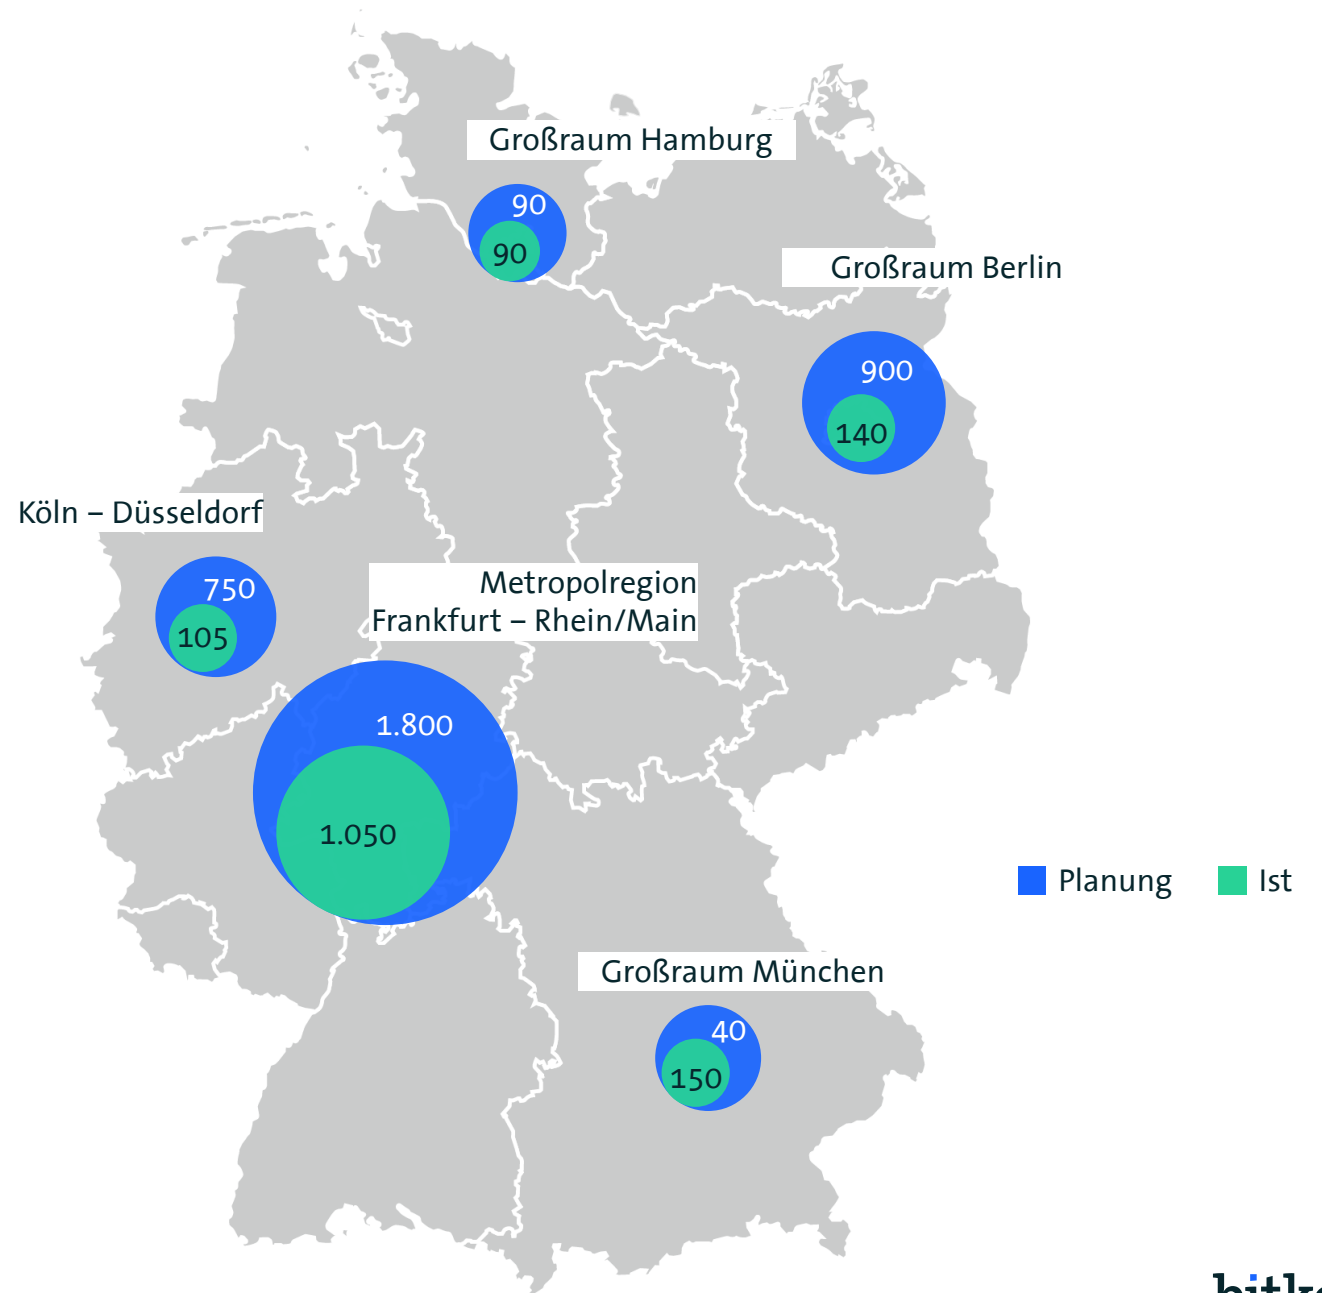 Großraum Hamburg
90
90
Großraum Berlin
900
140
Köln – Düsseldorf
750
105
Metropolregion
Frankfurt – Rhein/Main
1.800
1.050
Planung
Ist
Großraum München
40
150